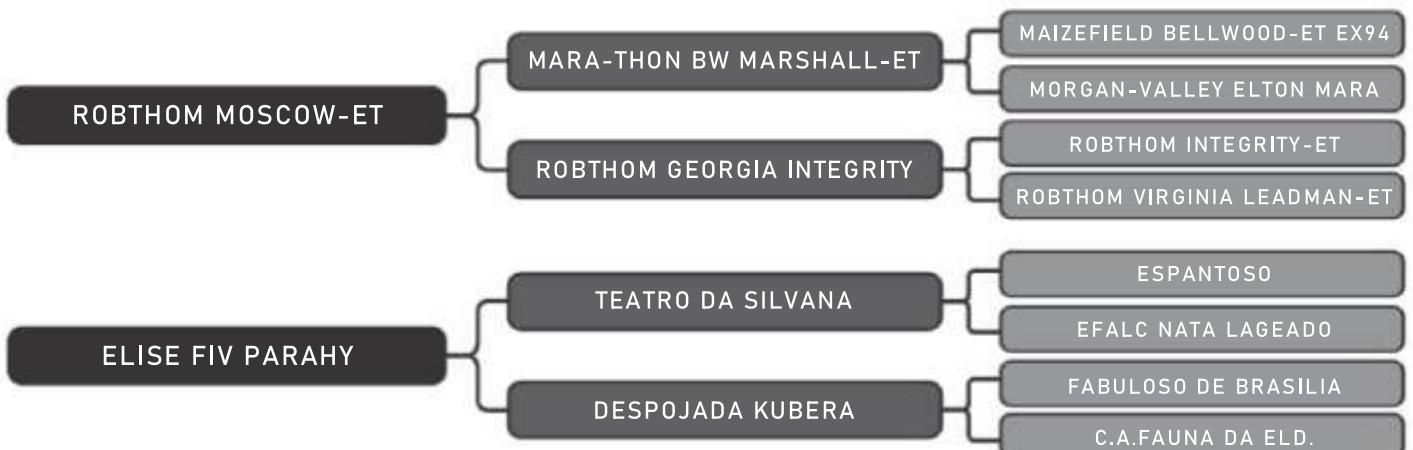 MAIZEFIELD BELLWOOD-ET EX94
MARA-THON BW MARSHALL-ET
MORGAN-VALLEY ELTON MARA
ROBTHOM MOSCOW-ET
ROBTHOM INTEGRITY-ET
ROBTHOM GEORGIA INTEGRITY
ROBTHOM VIRGINIA LEADMAN-ET
ESPANTOSO
TEATRO DA SILVANA
EFALC NATA LAGEADO
ELISE FIV PARAHY
FABULOSO DE BRASILIA
DESPOJADA KUBERA
C.A.FAUNA DA ELD.